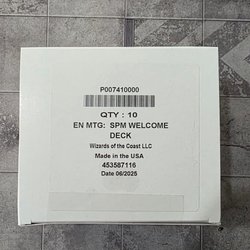 P007410000
QTY : 10
EN MTG: SPM WELCOME
DECK
Wizards of the Coast LLC
Made in the USA
453587116
Date 06/2025